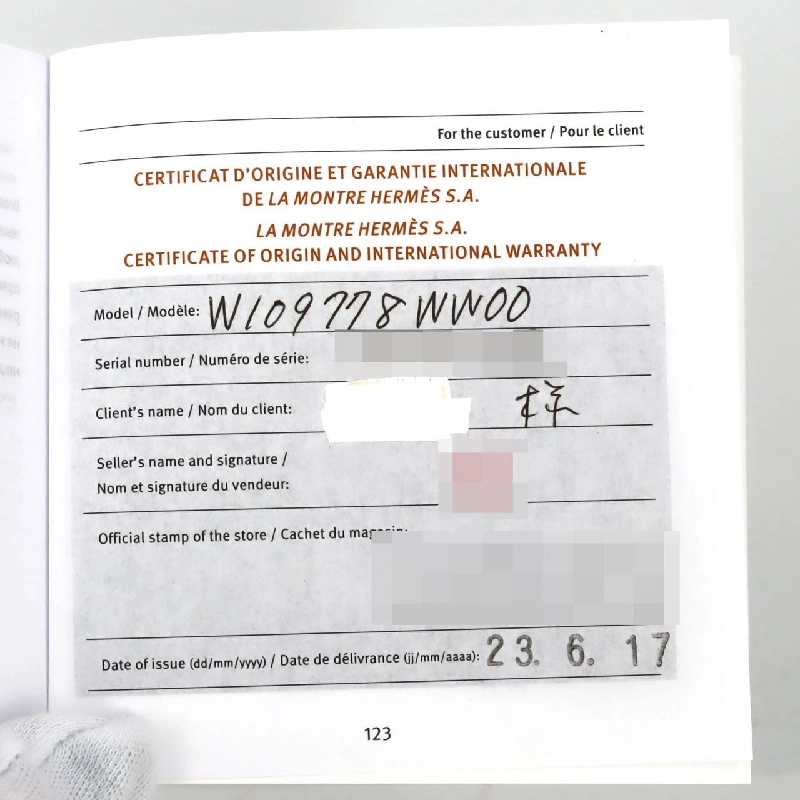 For the customer / Pour le client
CERTIFICAT D'ORIGINE ET GARANTIE INTERNATIONALE
DE LA MONTRE HERMÈS S.A.
LA MONTRE HERMÈS S.A.
CERTIFICATE OF ORIGIN AND INTERNATIONAL WARRANTY
Model / Modèle: W109778WW00
Serial number / Numéro de série:
Client's name / Nom du client: 様
Seller's name and signature /
Nom et signature du vendeur:
Official stamp of the store / Cachet du magasin:
Date of issue (dd/mm/yyyy) / Date de délivrance (jj/mm/aaaa): 23. 6. 17
123